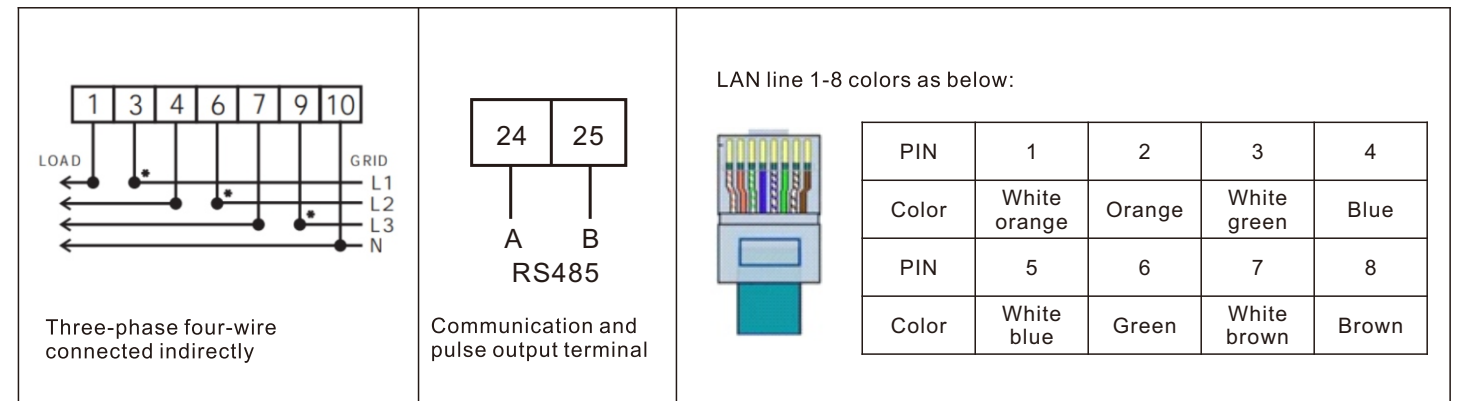 1 3 4 6 7 9 10
LOAD GRID
L1
L2
L3
N
Three-phase four-wire
connected indirectly
24 25
A B
RS485
Communication and
pulse output terminal
LAN line 1-8 colors as below:
PIN 1 2 3 4
Color White orange Orange White green Blue
PIN 5 6 7 8
Color White blue Green White brown Brown